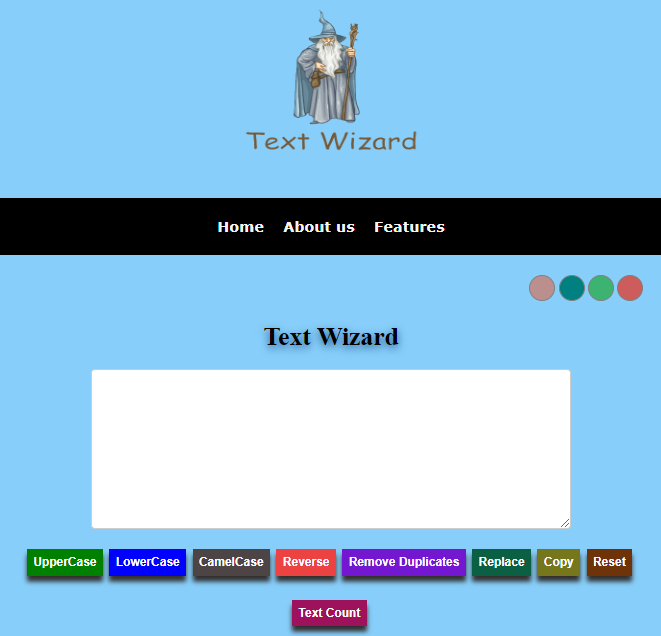 Text Wizard
Home About us Features
Text Wizard
UpperCase LowerCase CamelCase Reverse Remove Duplicates Replace Copy Reset
Text Count